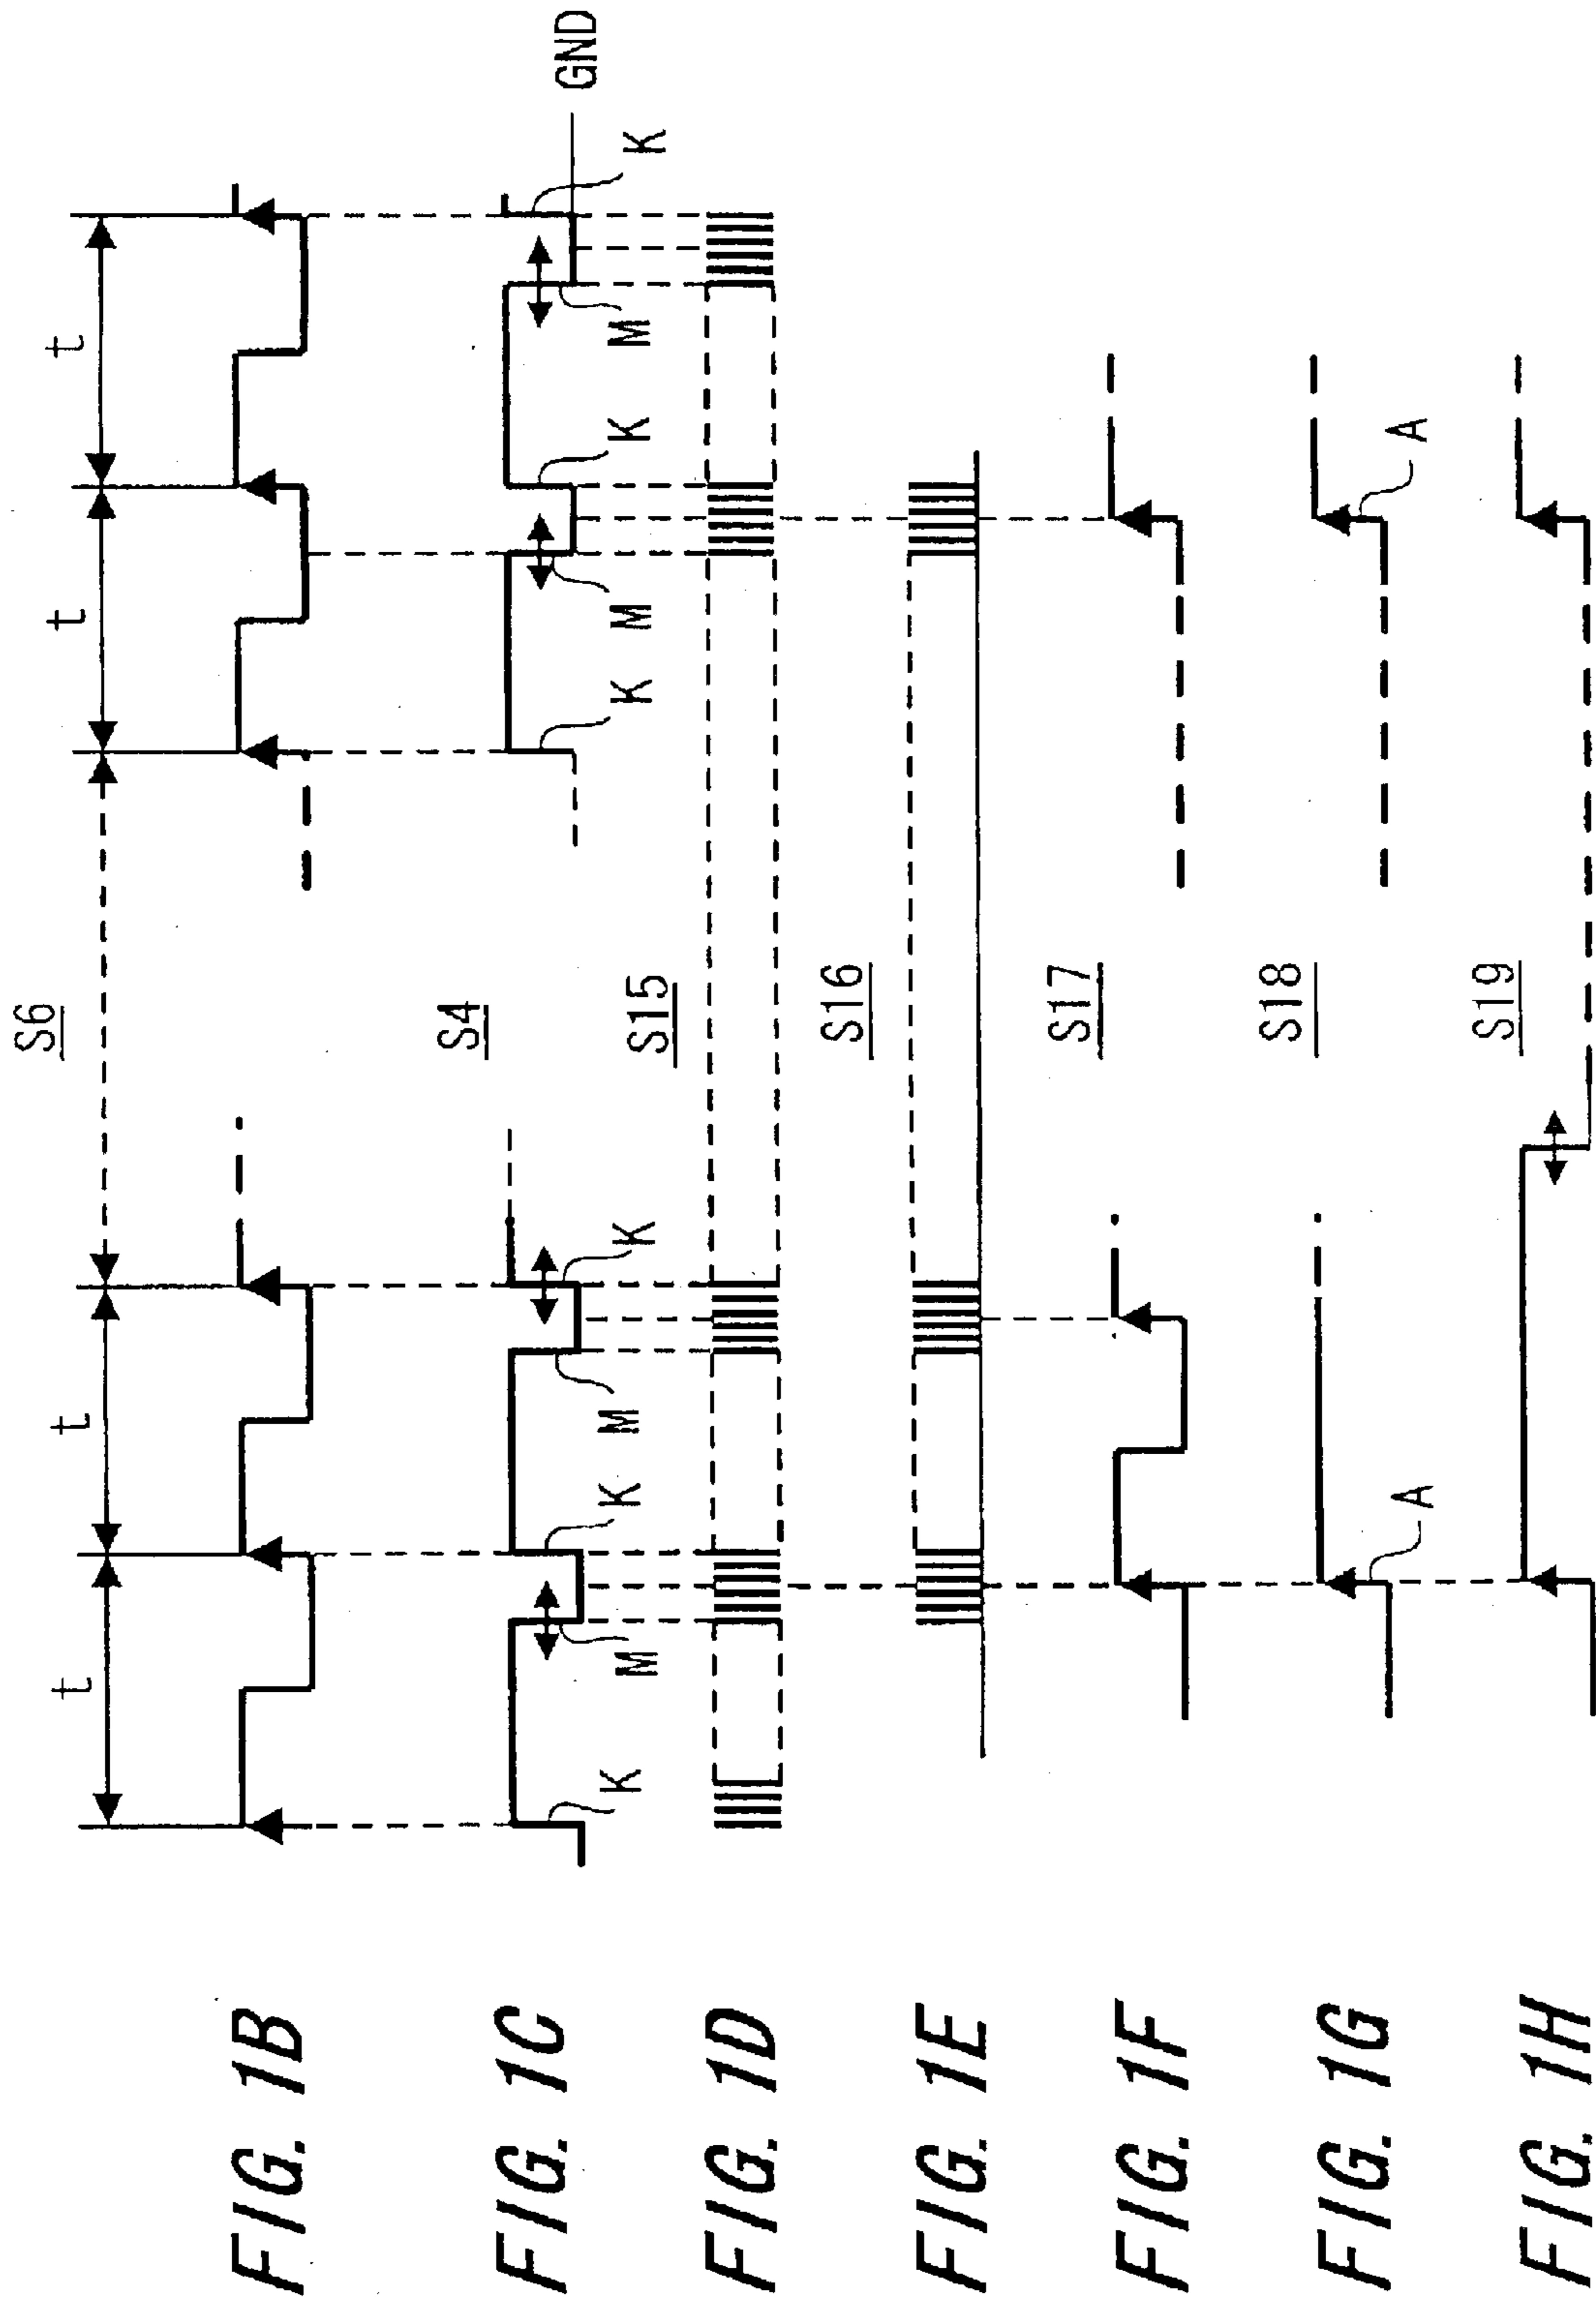 S6
t t t t
FIG. 1B
S4
FIG. 1C
GND
K M K M K K M K M K
S15
FIG. 1D
S16
FIG. 1E
S17
FIG. 1F
S18
FIG. 1G
A A
S19
FIG. 1H